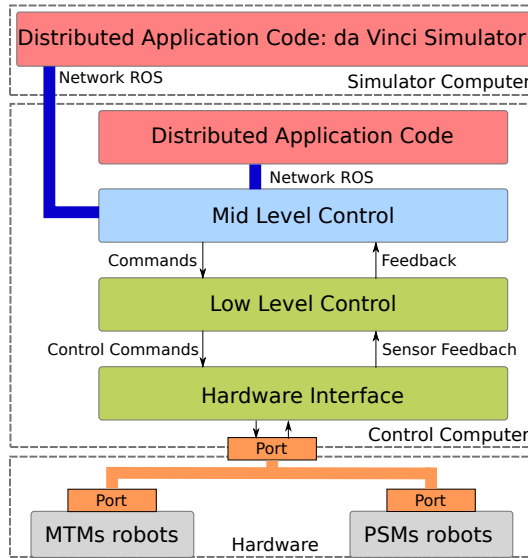 Distributed Application Code: da Vinci Simulator
Network ROS
Simulator Computer
Distributed Application Code
Network ROS
Mid Level Control
Commands
Feedback
Low Level Control
Control Commands
Sensor Feedbach
Hardware Interface
Port
Control Computer
Port
Port
MTMs robots
PSMs robots
Hardware